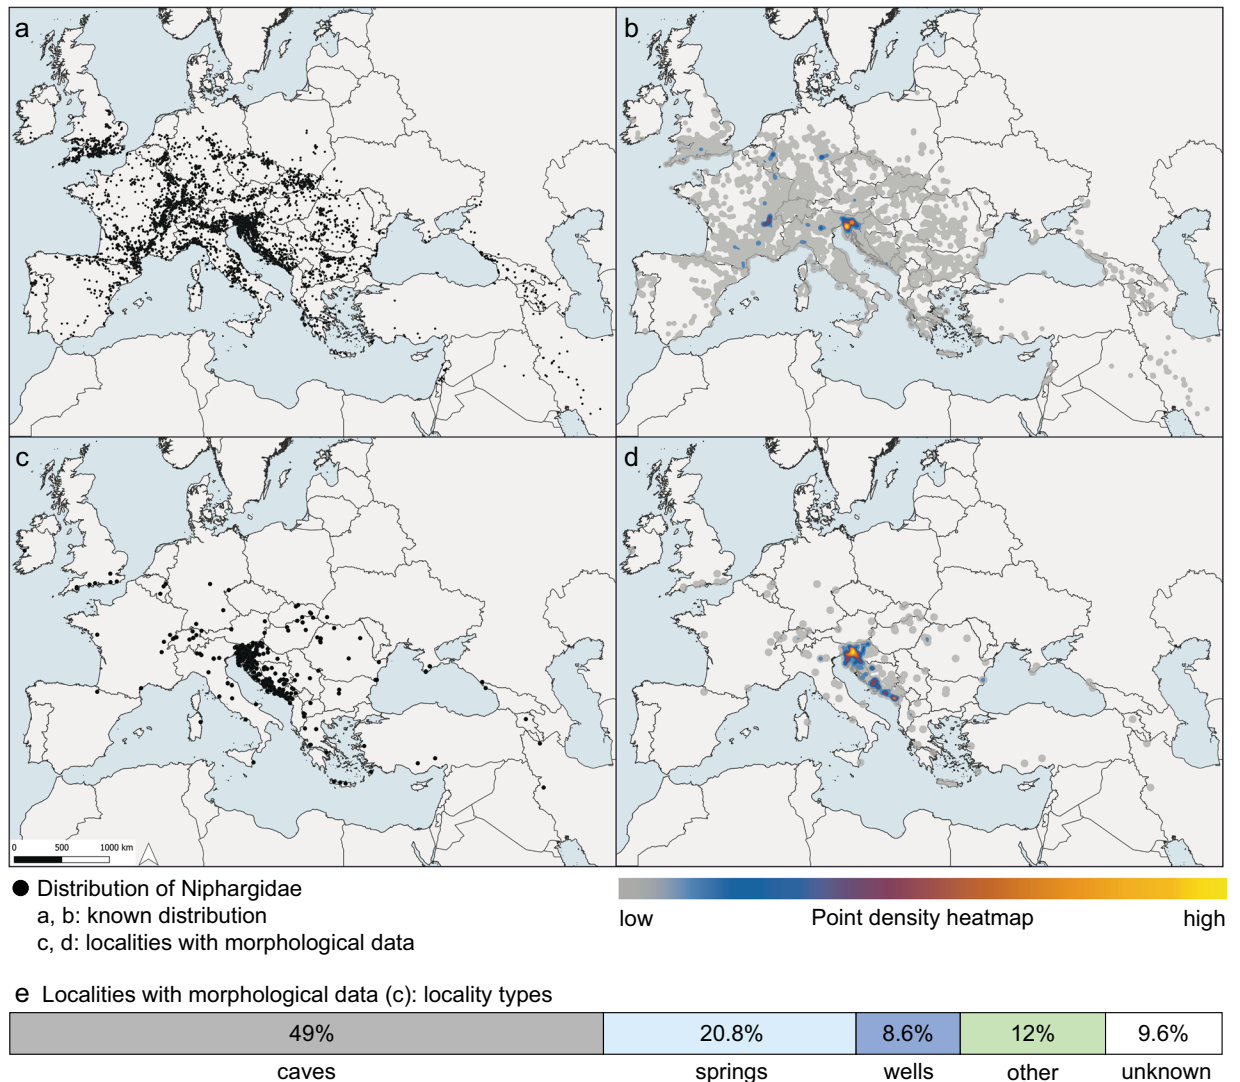 a
b
c
d
0 500 1000 km
Distribution of Niphargidae
a, b: known distribution
c, d: localities with morphological data
low Point density heatmap high
e Localities with morphological data (c): locality types
49% 20.8% 8.6% 12% 9.6%
caves springs wells other unknown